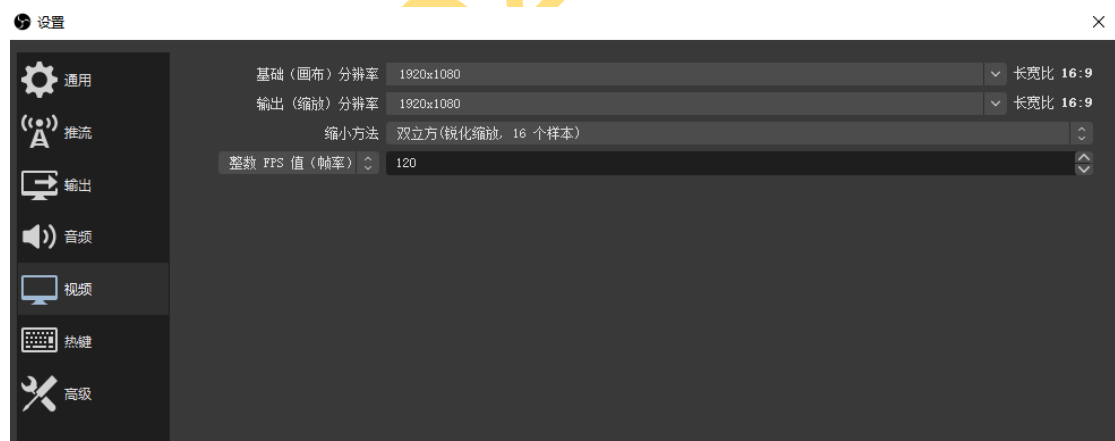 设置
通用
推流
输出
音频
视频
热键
高级
基础（画布）分辨率 1920x1080 长宽比 16:9
输出（缩放）分辨率 1920x1080 长宽比 16:9
缩小方法 双立方(锐化缩放, 16 个样本)
整数 FPS 值（帧率） 120